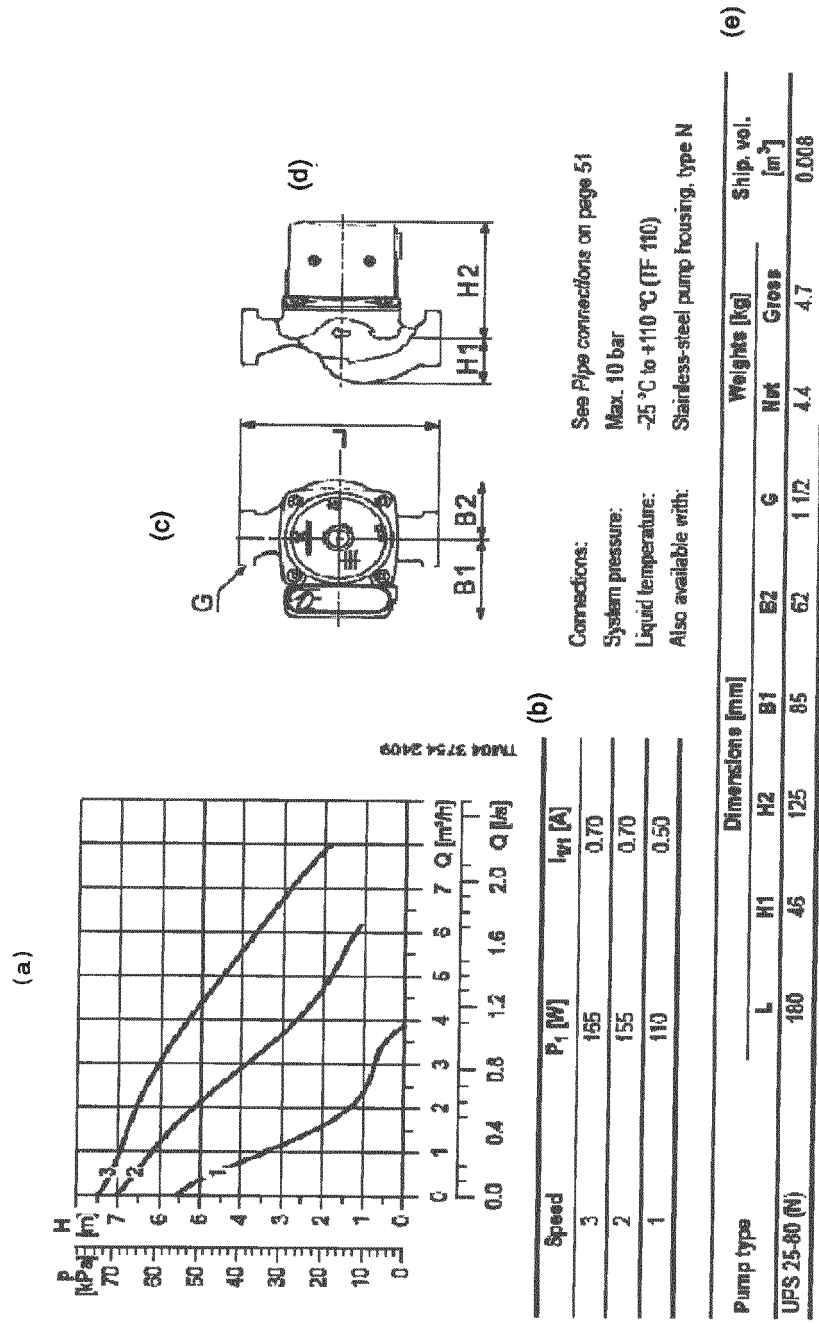 (a)
H
p
[kPa] [m]
70
60
50
40
30
20
10
0
7
6
5
4
3
2
1
0
3
2
1
0 1 2 3 4 5 6 7 Q [m³/h]
0.0 0.4 0.8 1.2 1.6 2.0 Q [l/s]
TM04 3754 2409
(b)
Speed P₁ [W] I₁/₁ [A]
3 165 0.70
2 155 0.70
1 110 0.50
(c)
G
L
B1 B2
(d)
H1 H2
Connections: See Pipe connections on page 51
System pressure: Max. 10 bar
Liquid temperature: -25 °C to +110 °C (TF 110)
Also available with: Stainless-steel pump housing, type N
(e)
Pump type Dimensions [mm] Weights [kg] Ship. vol.
L H1 H2 B1 B2 G Net Gross [m³]
UPS 25-80 (N) 180 46 125 85 62 1 1/2 4.4 4.7 0.008